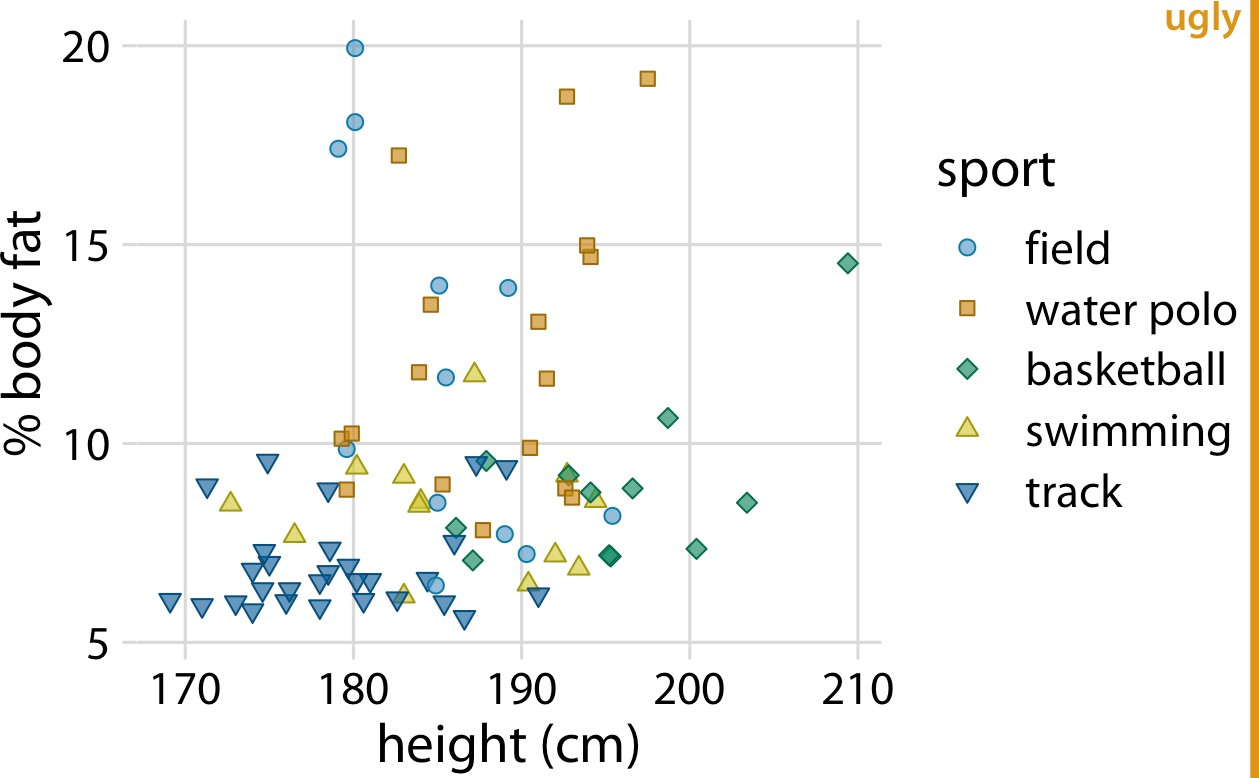 ugly
20
15
10
5
% body fat
170 180 190 200 210
height (cm)
sport
field
water polo
basketball
swimming
track